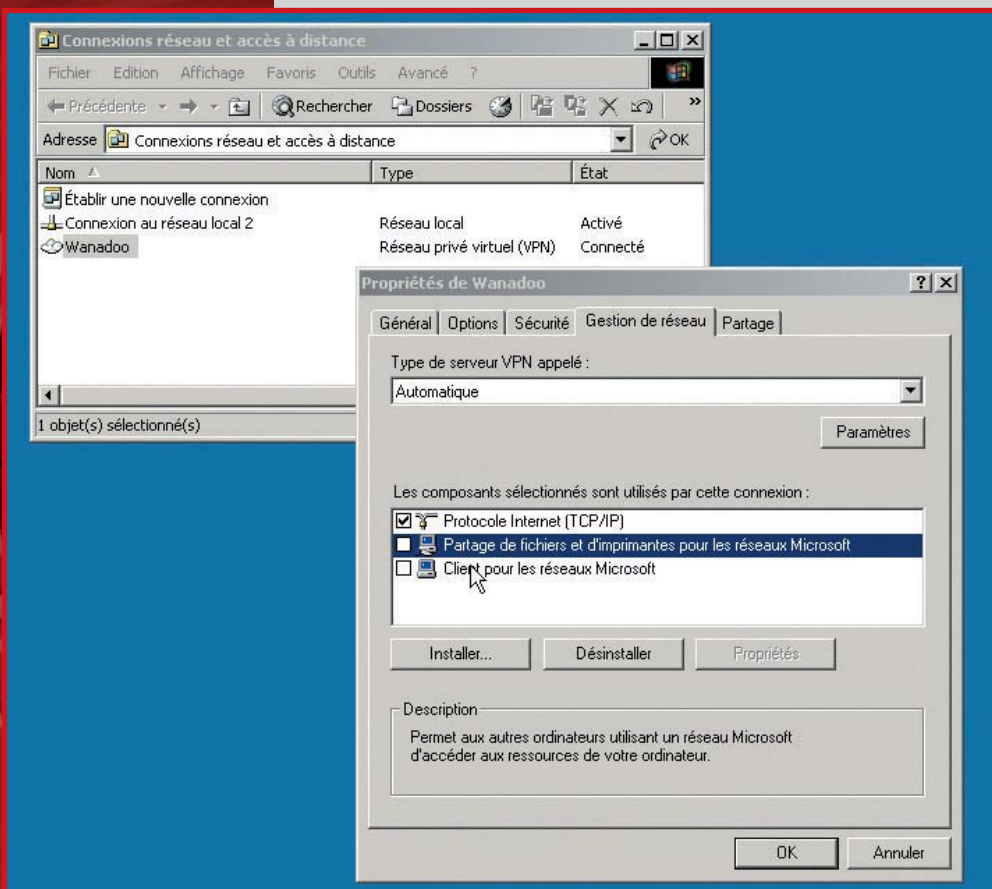 Connexions réseau et accès à distance
Fichier Edition Affichage Favoris Outils Avancé ?
Précédente Rechercher Dossiers »
Adresse Connexions réseau et accès à distance OK
Nom Type État
Établir une nouvelle connexion
Connexion au réseau local 2 Réseau local Activé
Wanadoo Réseau privé virtuel (VPN) Connecté
1 objet(s) sélectionné(s)
Propriétés de Wanadoo
Général Options Sécurité Gestion de réseau Partage
Type de serveur VPN appelé :
Automatique
Paramètres
Les composants sélectionnés sont utilisés par cette connexion :
Protocole Internet (TCP/IP)
Partage de fichiers et d'imprimantes pour les réseaux Microsoft
Client pour les réseaux Microsoft
Installer... Désinstaller Propriétés
Description
Permet aux autres ordinateurs utilisant un réseau Microsoft
d'accéder aux ressources de votre ordinateur.
OK Annuler